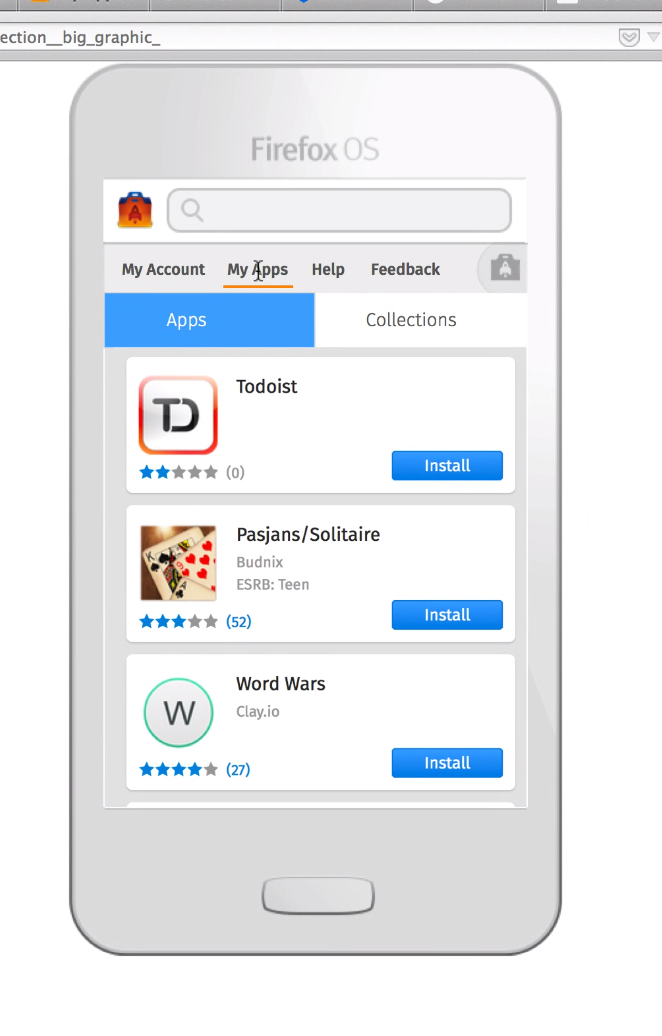 ection__big_graphic_
Firefox OS
My Account My Apps Help Feedback
Apps Collections
TD
Todoist
(0)
Install
Pasjans/Solitaire
Budnix
ESRB: Teen
(52)
Install
W
Word Wars
Clay.io
(27)
Install